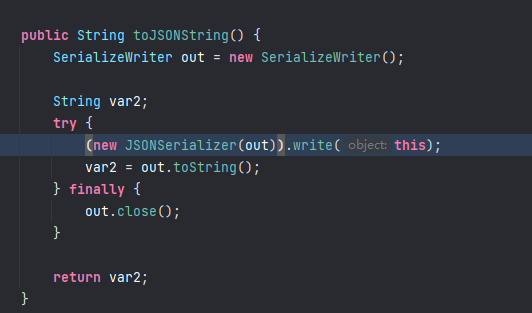 public String toJSONString() {
    SerializeWriter out = new SerializeWriter();

    String var2;
    try {
        (new JSONSerializer(out)).write( object: this);
        var2 = out.toString();
    } finally {
        out.close();
    }

    return var2;
}